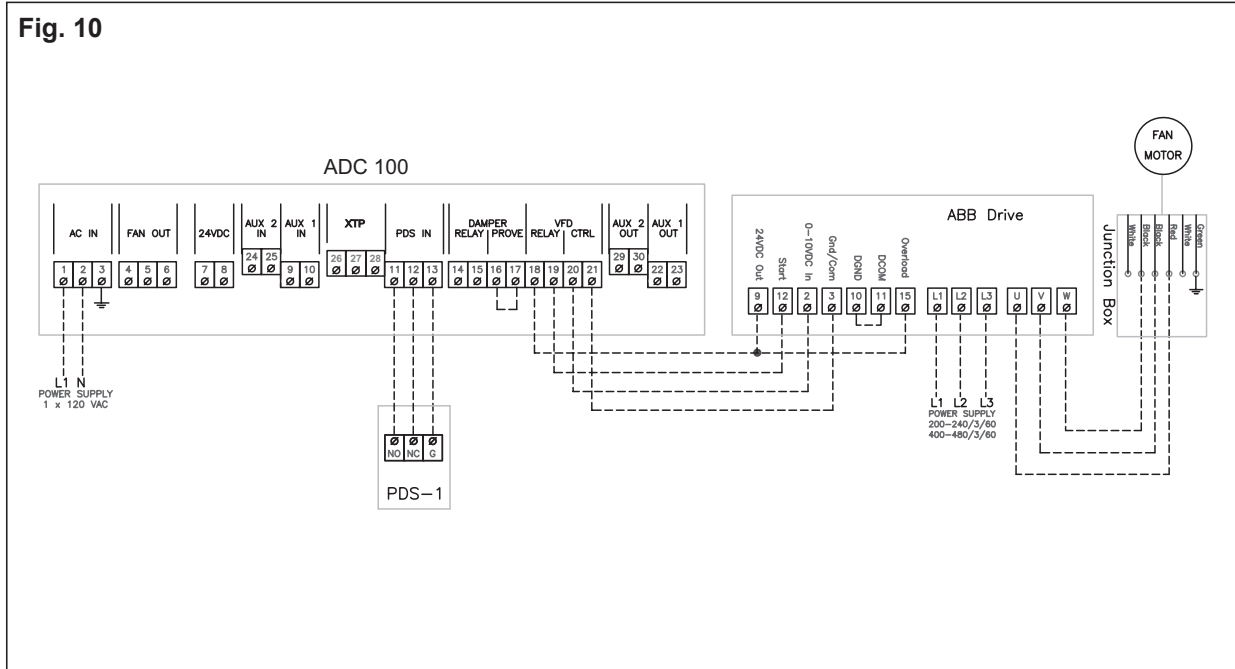 Fig. 10
ADC 100
AC IN
FAN OUT
24VDC
AUX 2
IN
AUX 1
IN
XTP
PDS IN
DAMPER
RELAY PROVE
VFD
RELAY CTRL
AUX 2
OUT
AUX 1
OUT
1 2 3
4 5 6
7 8
24 25
9 10
26 27 28
11 12 13
14 15 16 17 18 19 20 21
29 30
22 23
L1 N
POWER SUPPLY
1 x 120 VAC
NO NC G
PDS-1
ABB Drive
24VDC Out
Start
0-10VDC In
Gnd/Com
DGND
DCOM
Overload
9 12 2 3 10 11 15
L1 L2 L3
U V W
L1 L2 L3
POWER SUPPLY
200-240/3/60
400-480/3/60
FAN
MOTOR
Junction Box
White
Black
Black
Red
White
Green